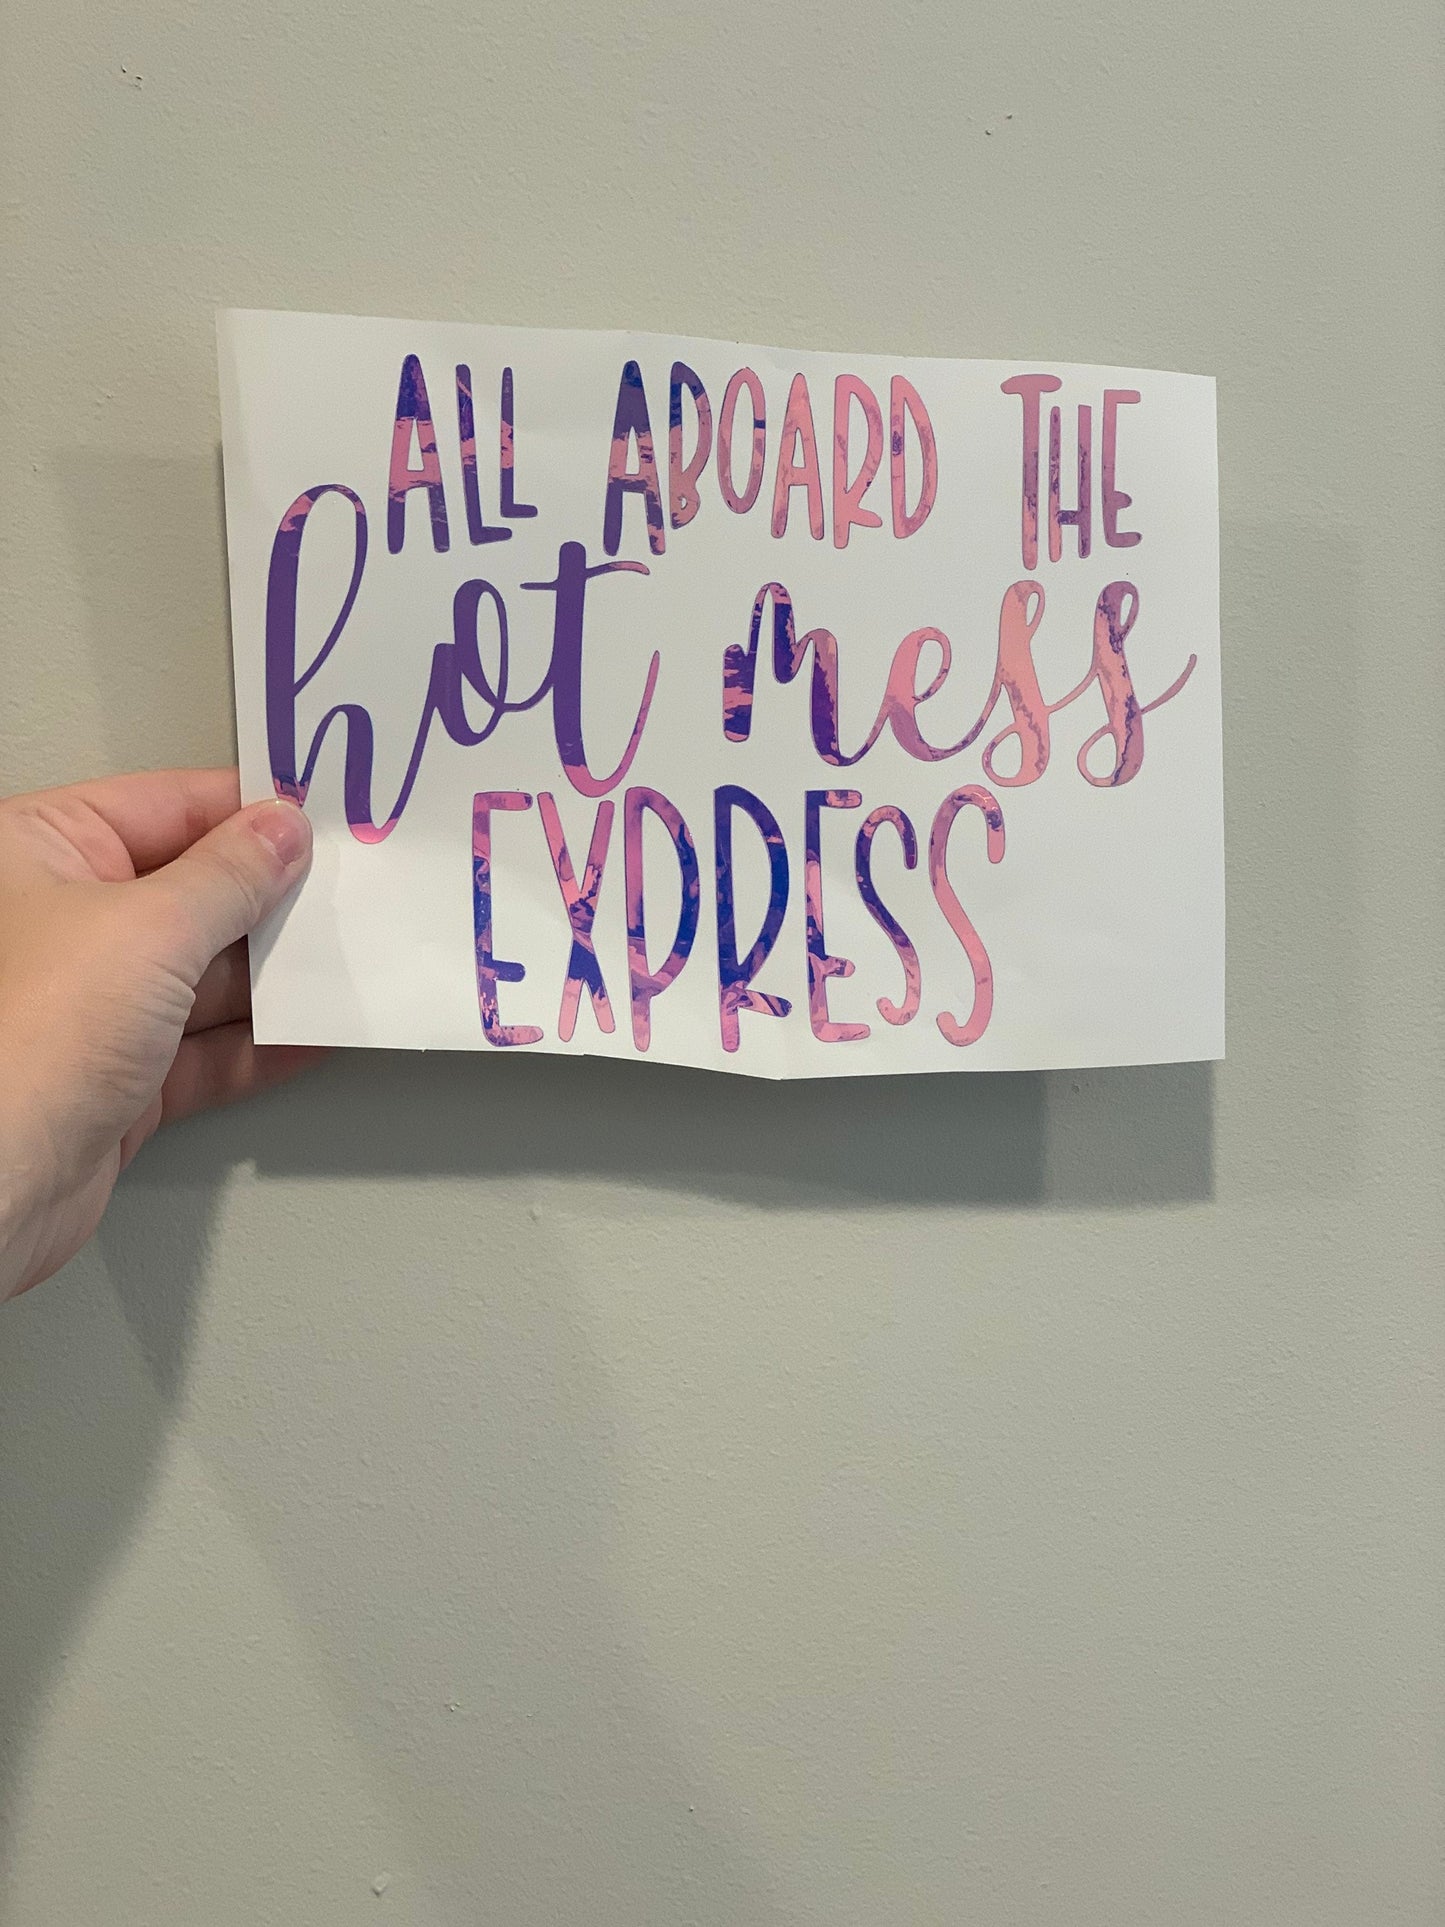 ALL ABOARD THE
hot mess
EXPRESS